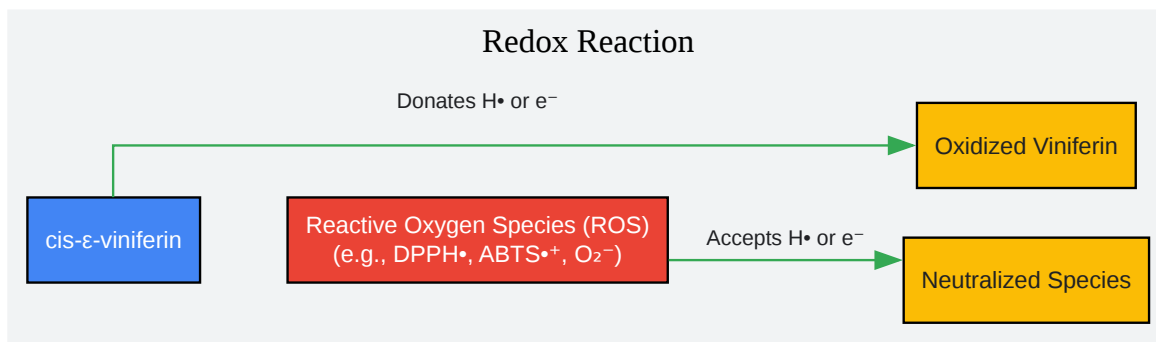 Redox Reaction
Donates H• or e⁻
Oxidized Viniferin
cis-ε-viniferin
Reactive Oxygen Species (ROS)
(e.g., DPPH•, ABTS•⁺, O₂⁻)
Accepts H• or e⁻
Neutralized Species